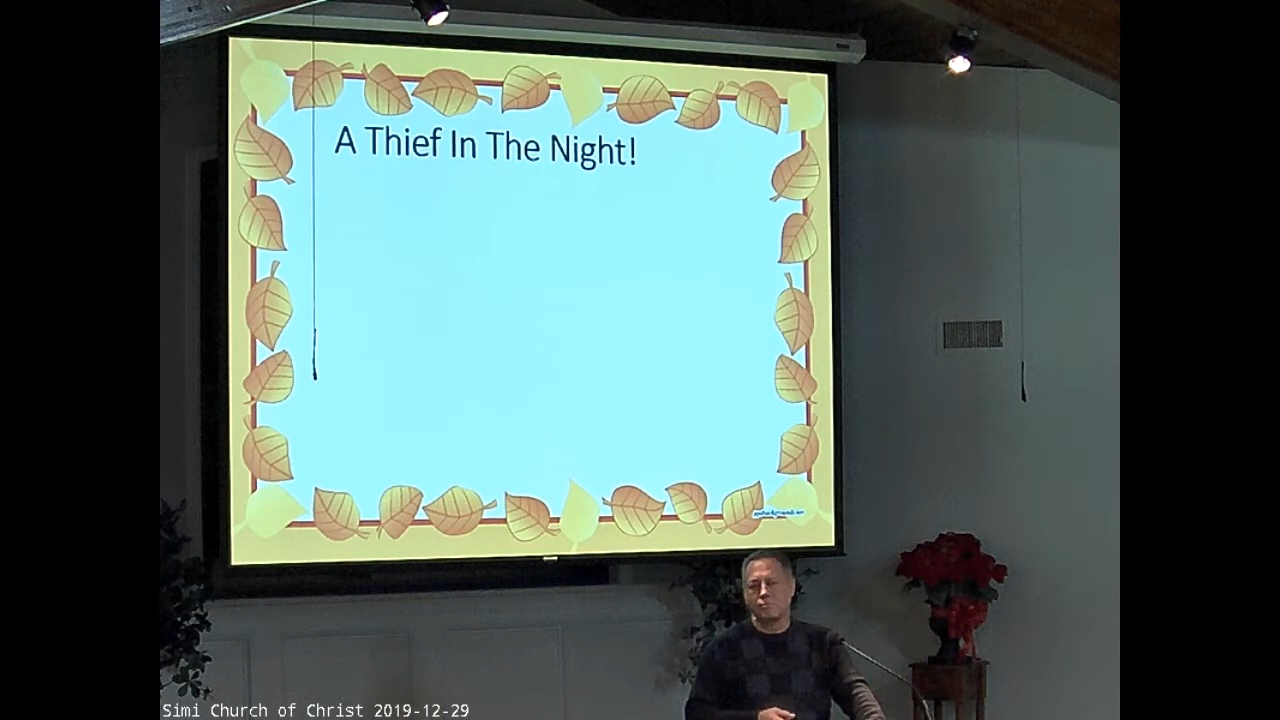 A Thief In The Night!
Simi Church of Christ 2019-12-29